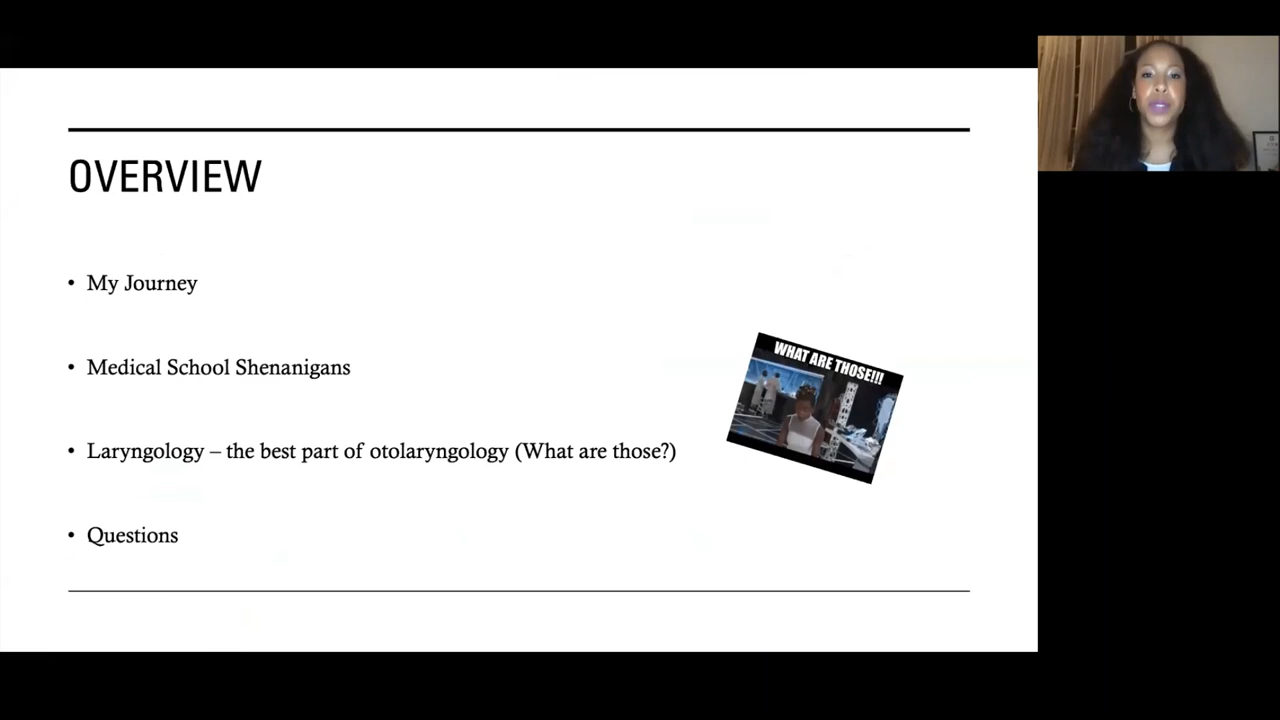 OVERVIEW
• My Journey
• Medical School Shenanigans
WHAT ARE THOSE!!!
• Laryngology – the best part of otolaryngology (What are those?)
• Questions